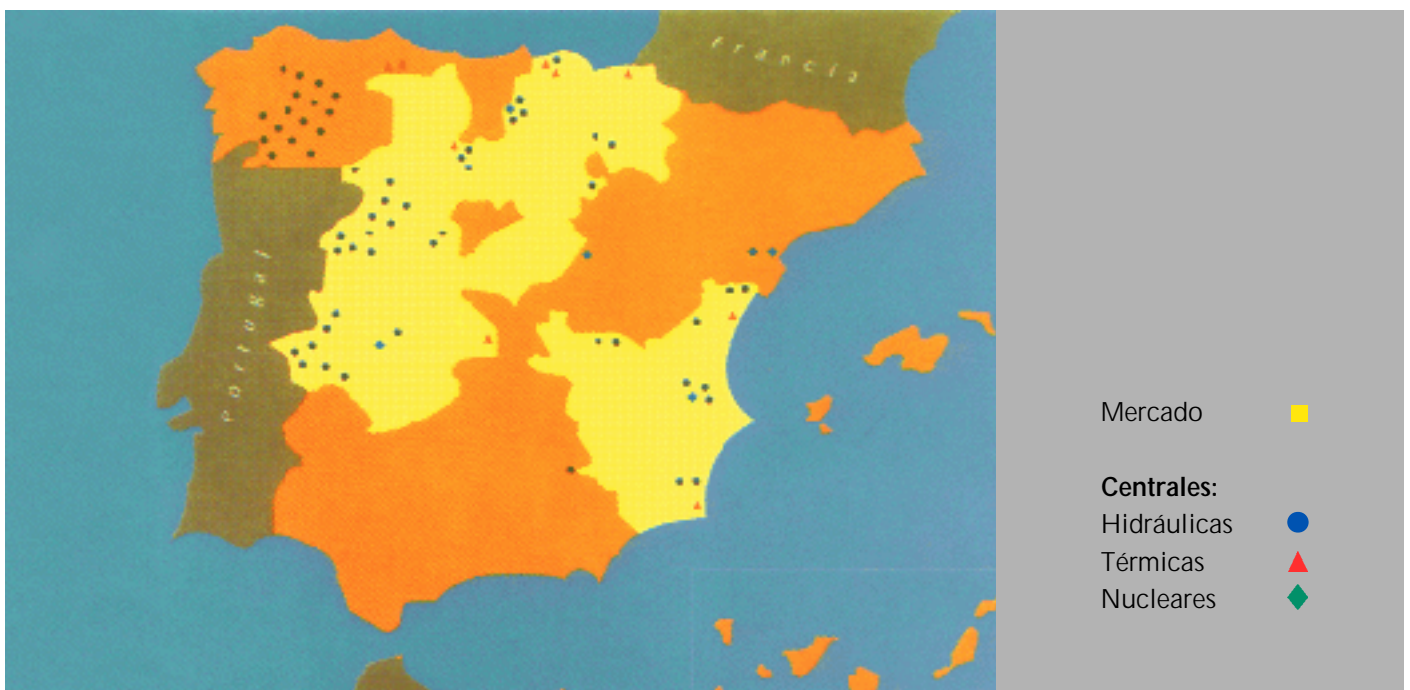 Francia
Portugal
Mercado
Centrales:
Hidráulicas
Térmicas
Nucleares